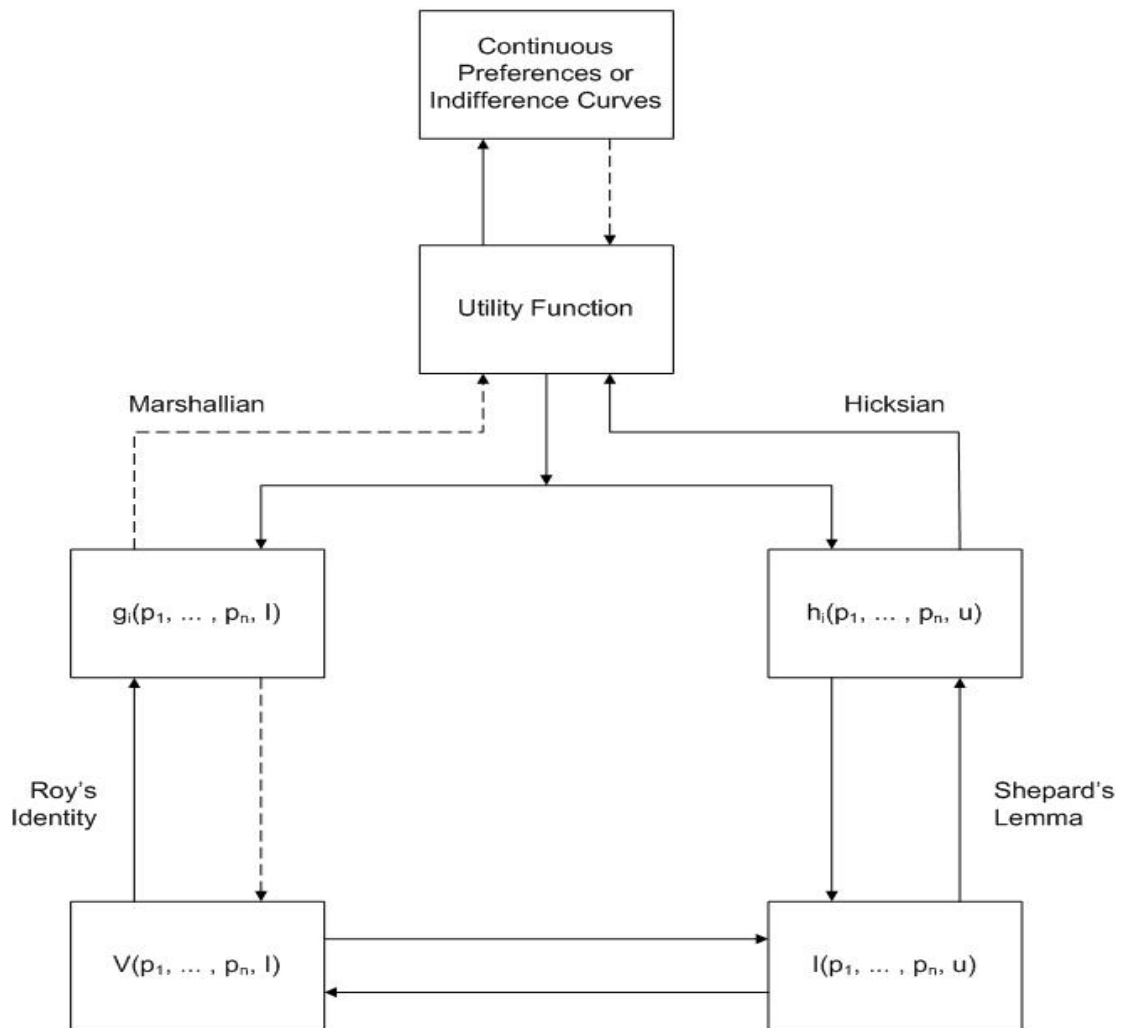 Continuous
Preferences or
Indifference Curves
Utility Function
Marshallian
Hicksian
gᵢ(p₁, ... , pₙ, I)
hᵢ(p₁, ... , pₙ, u)
Roy's
Identity
Shepard's
Lemma
V(p₁, ... , pₙ, I)
I(p₁, ... , pₙ, u)